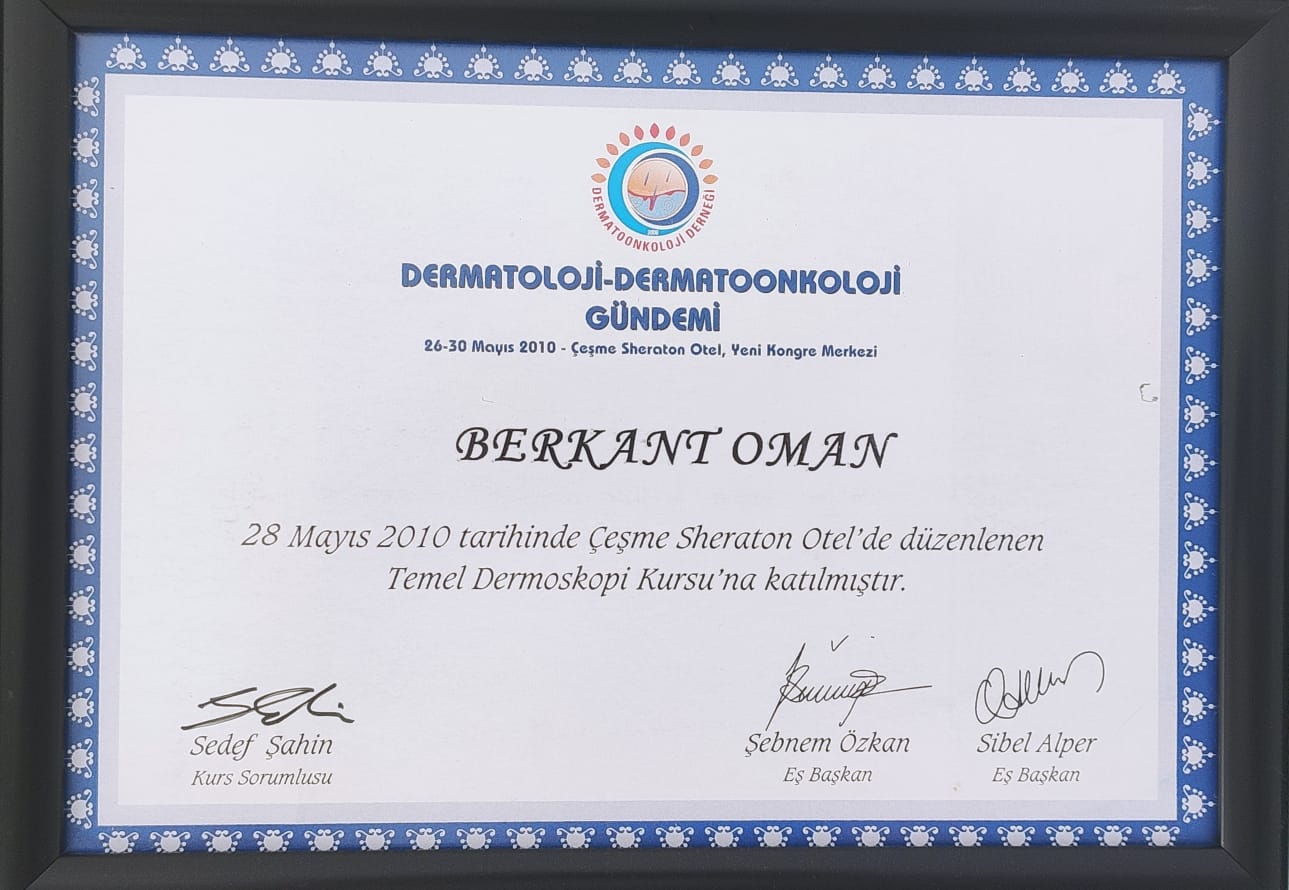 DERMATOONKOLOJİ DERNEĞİ
2008
DERMATOLOJİ-DERMATOONKOLOJİ
GÜNDEMİ
26-30 Mayıs 2010 - Çeşme Sheraton Otel, Yeni Kongre Merkezi
BERKANT OMAN
28 Mayıs 2010 tarihinde Çeşme Sheraton Otel'de düzenlenen
Temel Dermoskopi Kursu'na katılmıştır.
Sedef Şahin
Kurs Sorumlusu
Şebnem Özkan
Eş Başkan
Sibel Alper
Eş Başkan